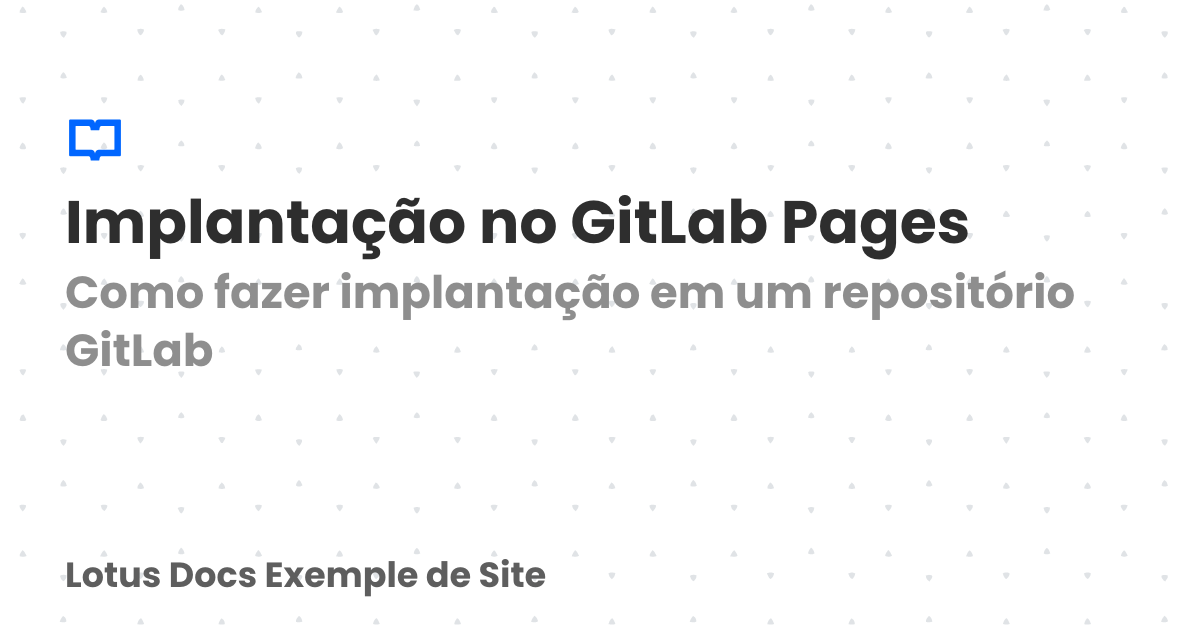 Implantação no GitLab Pages
Como fazer implantação em um repositório
GitLab
Lotus Docs Exemple de Site